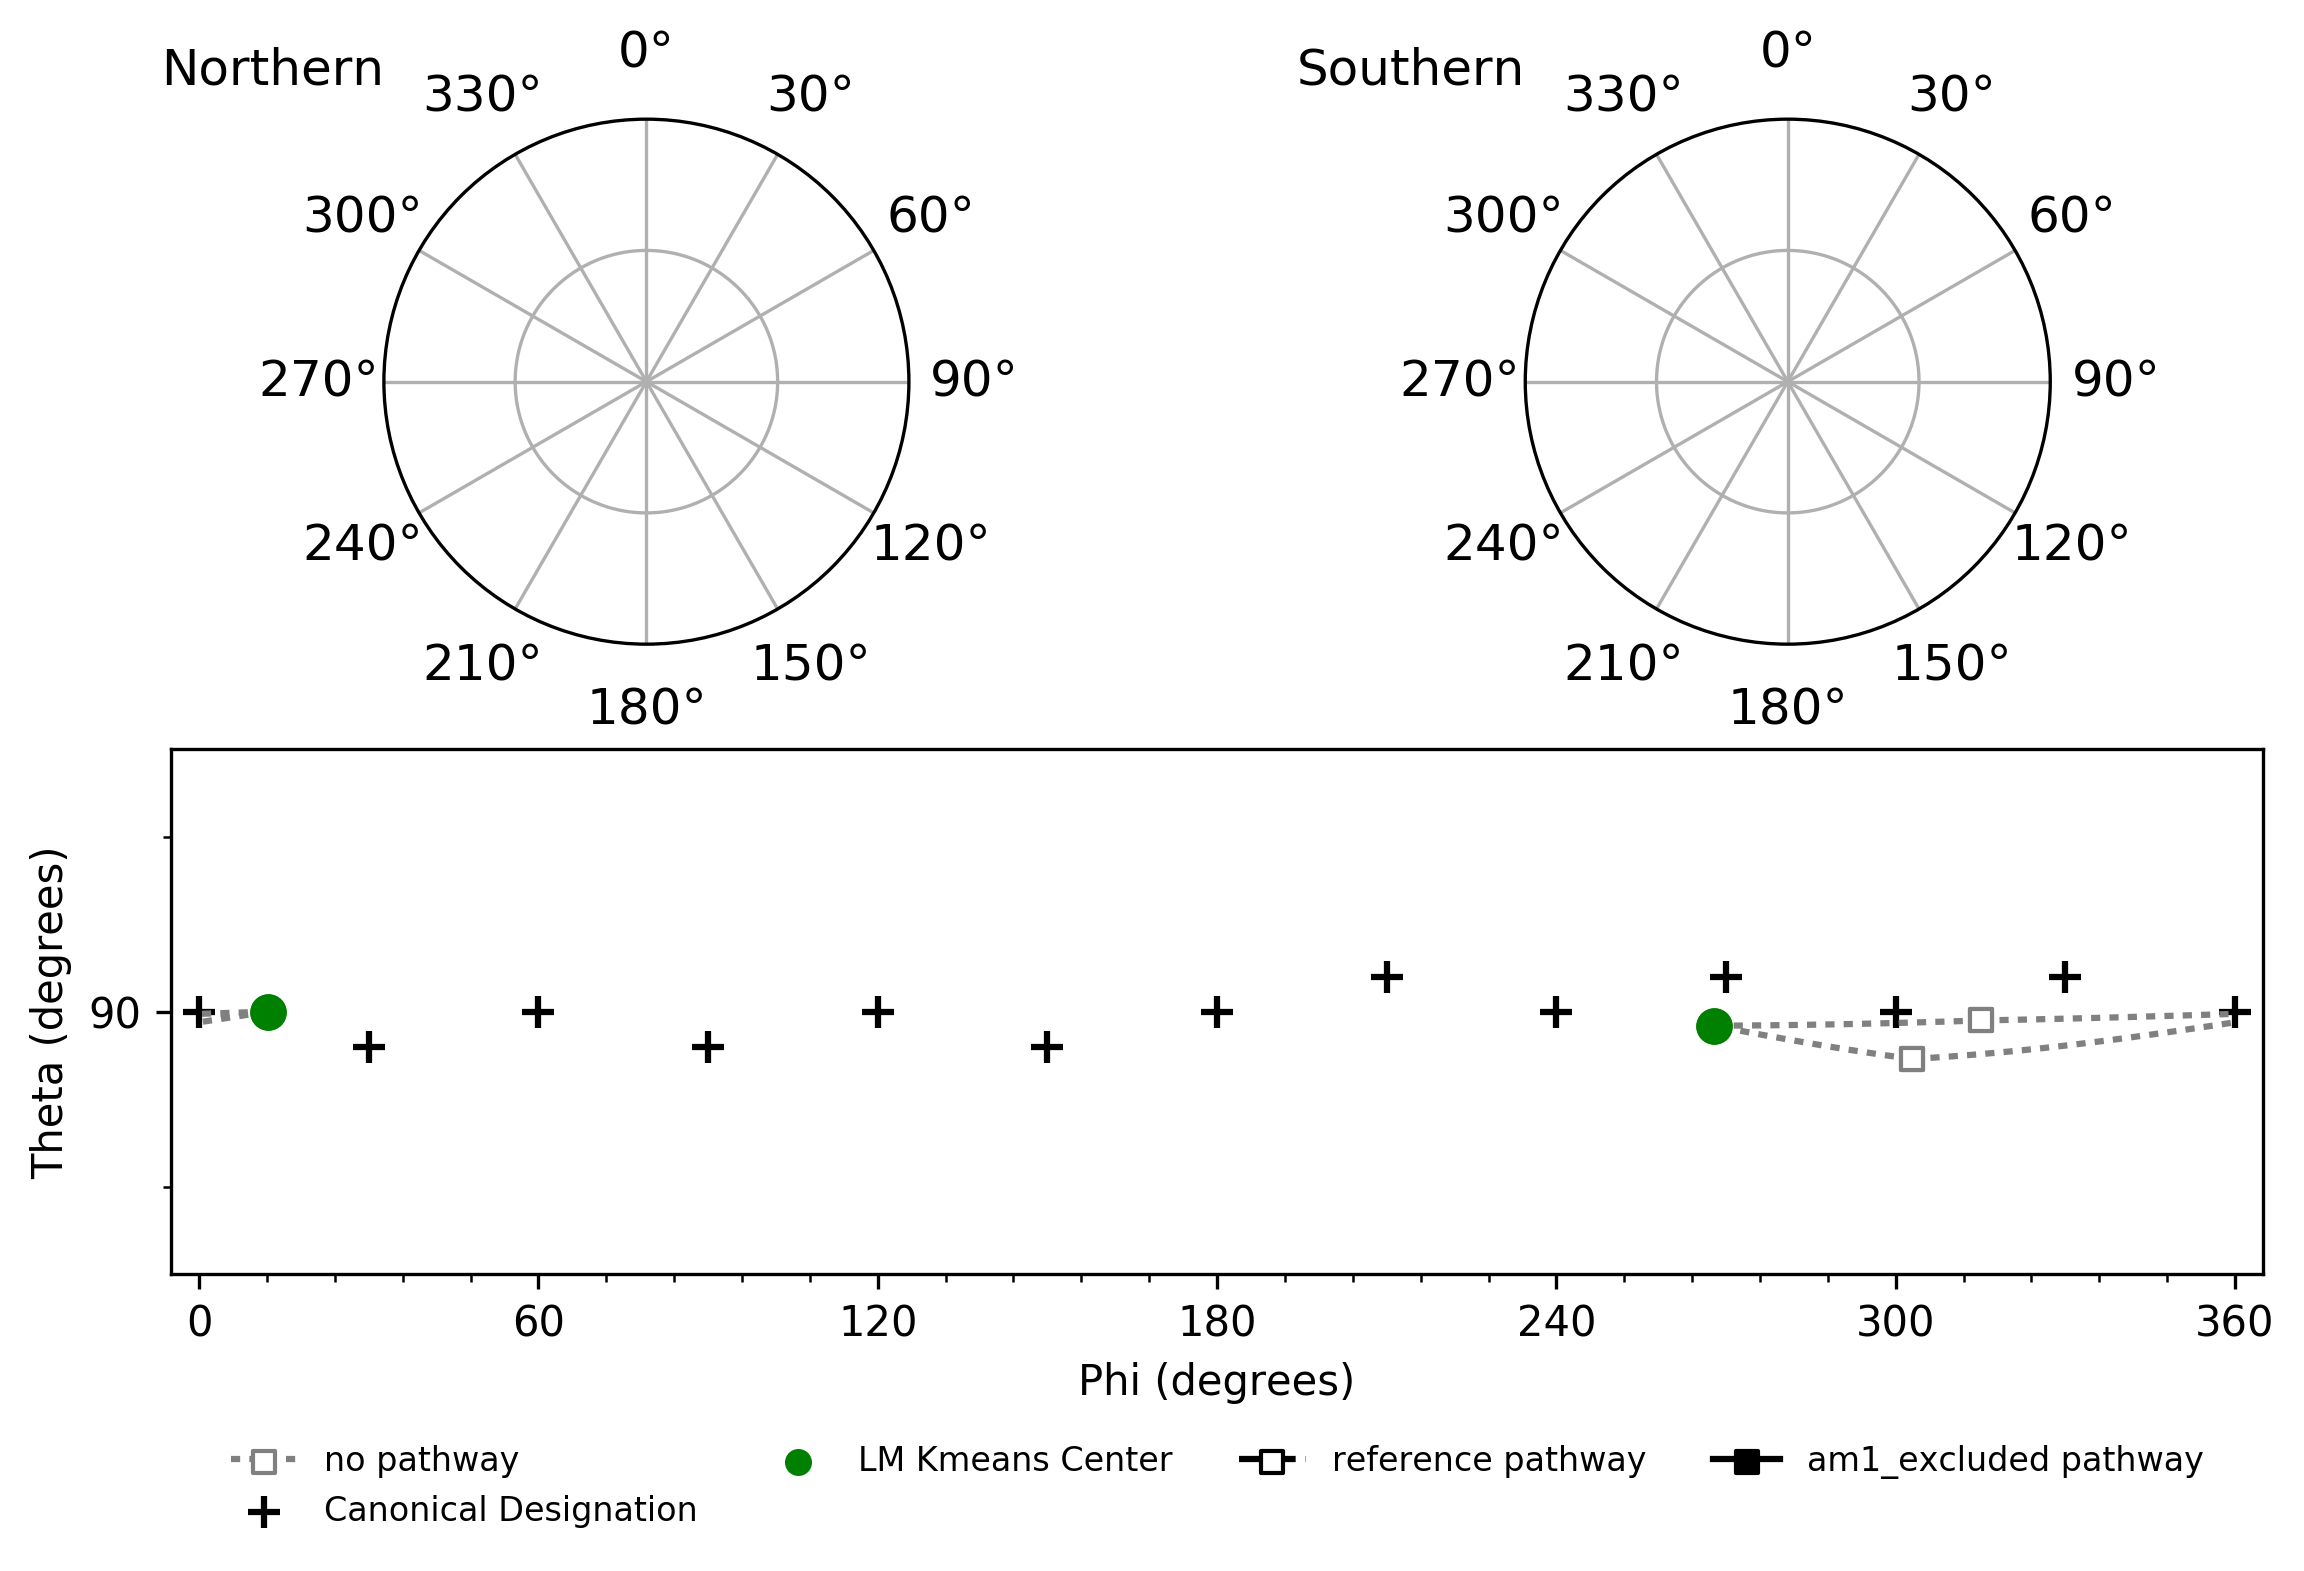 Northern
0°
30°
60°
90°
120°
150°
180°
210°
240°
270°
300°
330°
Southern
0°
30°
60°
90°
120°
150°
180°
210°
240°
270°
300°
330°
Theta (degrees)
90
0 60 120 180 240 300 360
Phi (degrees)
no pathway
Canonical Designation
LM Kmeans Center
reference pathway
am1_excluded pathway